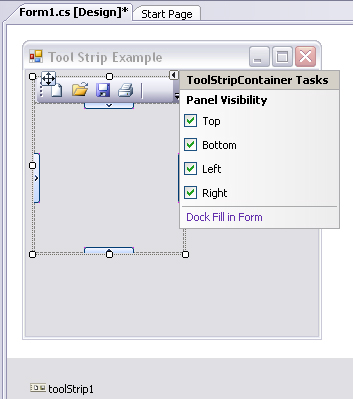 Form1.cs [Design]*
Start Page
Tool Strip Example
ToolStripContainer Tasks
Panel Visibility
Top
Bottom
Left
Right
Dock Fill in Form
toolStrip1